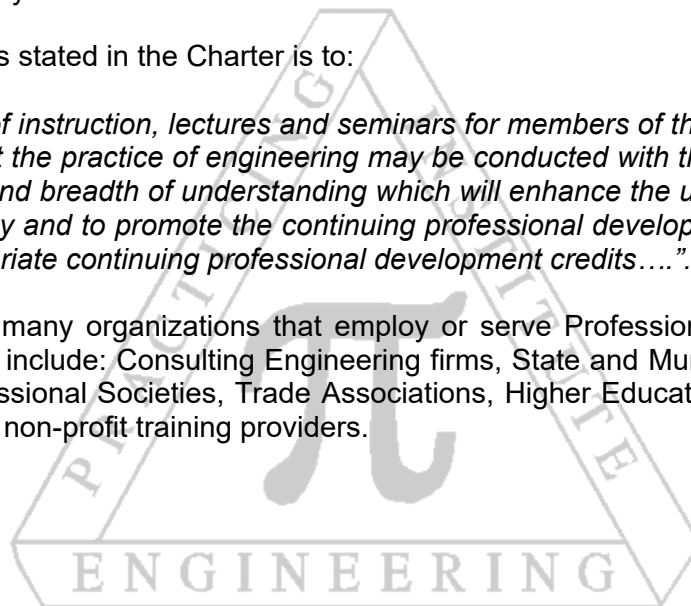 s stated in the Charter is to:
of instruction, lectures and seminars for members of th
t the practice of engineering may be conducted with th
nd breadth of understanding which will enhance the u
y and to promote the continuing professional develop
riate continuing professional development credits….”.
many organizations that employ or serve Profession
include: Consulting Engineering firms, State and Mu
ssional Societies, Trade Associations, Higher Educat
non-profit training providers.
PRACTICING
INSTITUTE
π
ENGINEERING